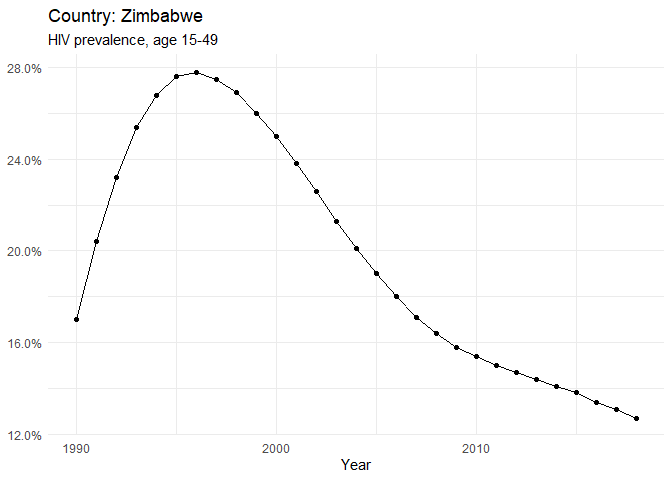 Country: Zimbabwe
HIV prevalence, age 15-49
28.0%
24.0%
20.0%
16.0%
12.0%
1990 2000 2010
Year